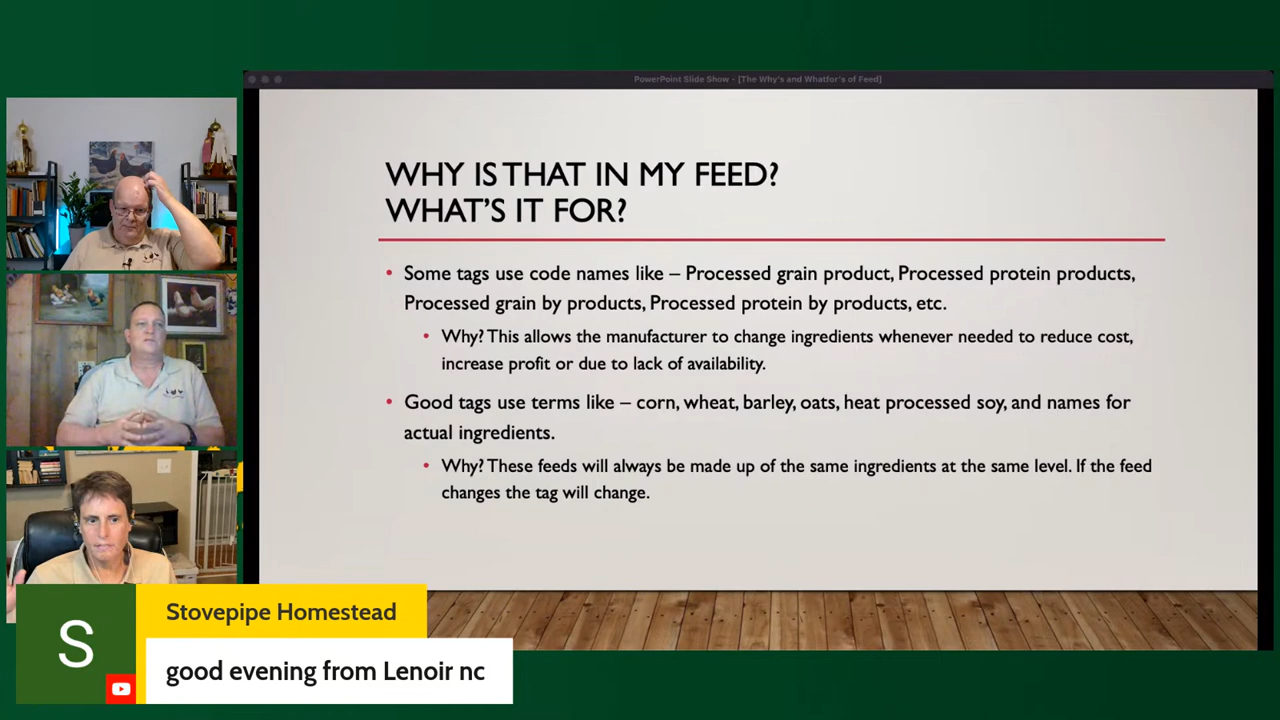 PowerPoint Slide Show - [The Why's and Whatfor's of Feed]
WHY IS THAT IN MY FEED?
WHAT'S IT FOR?
• Some tags use code names like – Processed grain product, Processed protein products,
Processed grain by products, Processed protein by products, etc.
• Why? This allows the manufacturer to change ingredients whenever needed to reduce cost,
increase profit or due to lack of availability.
• Good tags use terms like – corn, wheat, barley, oats, heat processed soy, and names for
actual ingredients.
• Why? These feeds will always be made up of the same ingredients at the same level. If the feed
changes the tag will change.
S
Stovepipe Homestead
good evening from Lenoir nc